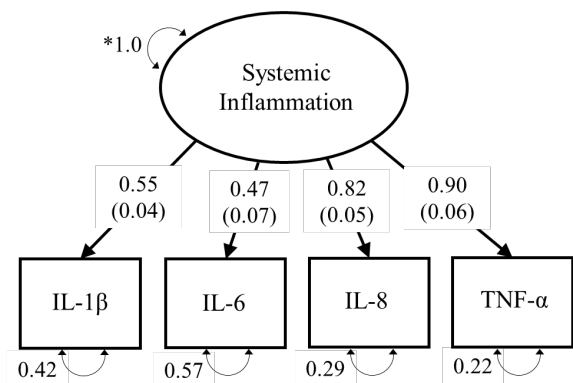 *1.0
Systemic
Inflammation
0.55
(0.04)
0.47
(0.07)
0.82
(0.05)
0.90
(0.06)
IL-1β
IL-6
IL-8
TNF-α
0.42
0.57
0.29
0.22